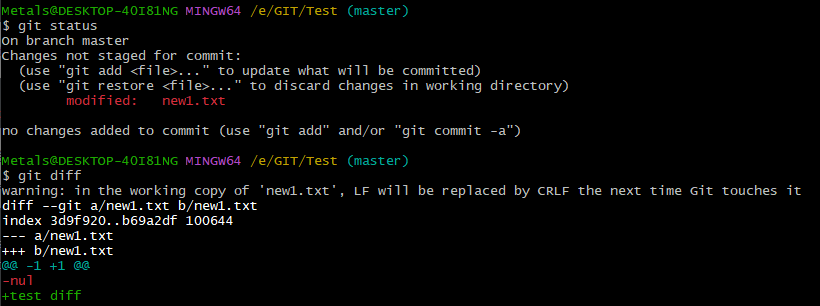 Metals@DESKTOP-4OI81NG MINGW64 /e/GIT/Test (master)
$ git status
On branch master
Changes not staged for commit:
  (use "git add <file>..." to update what will be committed)
  (use "git restore <file>..." to discard changes in working directory)
        modified:   new1.txt

no changes added to commit (use "git add" and/or "git commit -a")

Metals@DESKTOP-4OI81NG MINGW64 /e/GIT/Test (master)
$ git diff
warning: in the working copy of 'new1.txt', LF will be replaced by CRLF the next time Git touches it
diff --git a/new1.txt b/new1.txt
index 3d9f920..b69a2df 100644
--- a/new1.txt
+++ b/new1.txt
@@ -1 +1 @@
-nul
+test diff